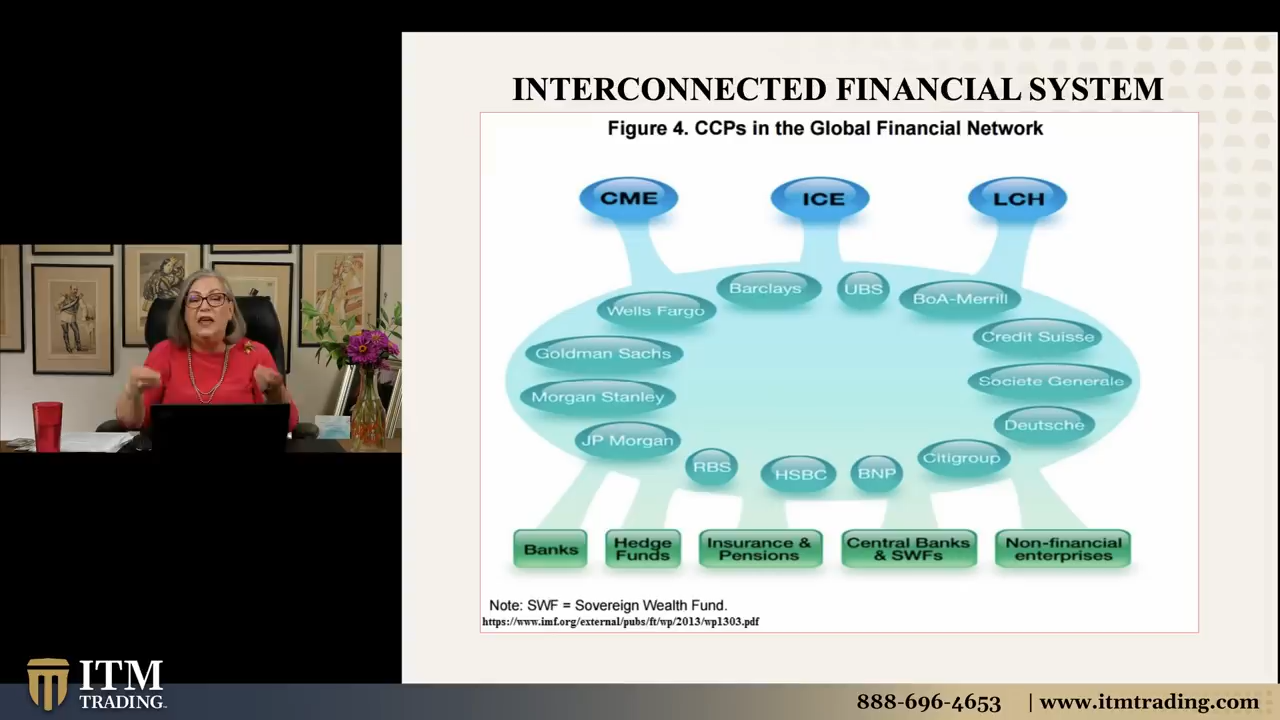 INTERCONNECTED FINANCIAL SYSTEM
Figure 4. CCPs in the Global Financial Network
CME
ICE
LCH
Barclays
UBS
BoA-Merrill
Wells Fargo
Credit Suisse
Goldman Sachs
Societe Generale
Morgan Stanley
Deutsche
JP Morgan
Citigroup
RBS
HSBC
BNP
Banks
Hedge
Funds
Insurance &
Pensions
Central Banks
& SWFs
Non-financial
enterprises
Note: SWF = Sovereign Wealth Fund.
https://www.imf.org/external/pubs/ft/wp/2013/wp1303.pdf
ITM
TRADING
888-696-4653 | www.itmtrading.com